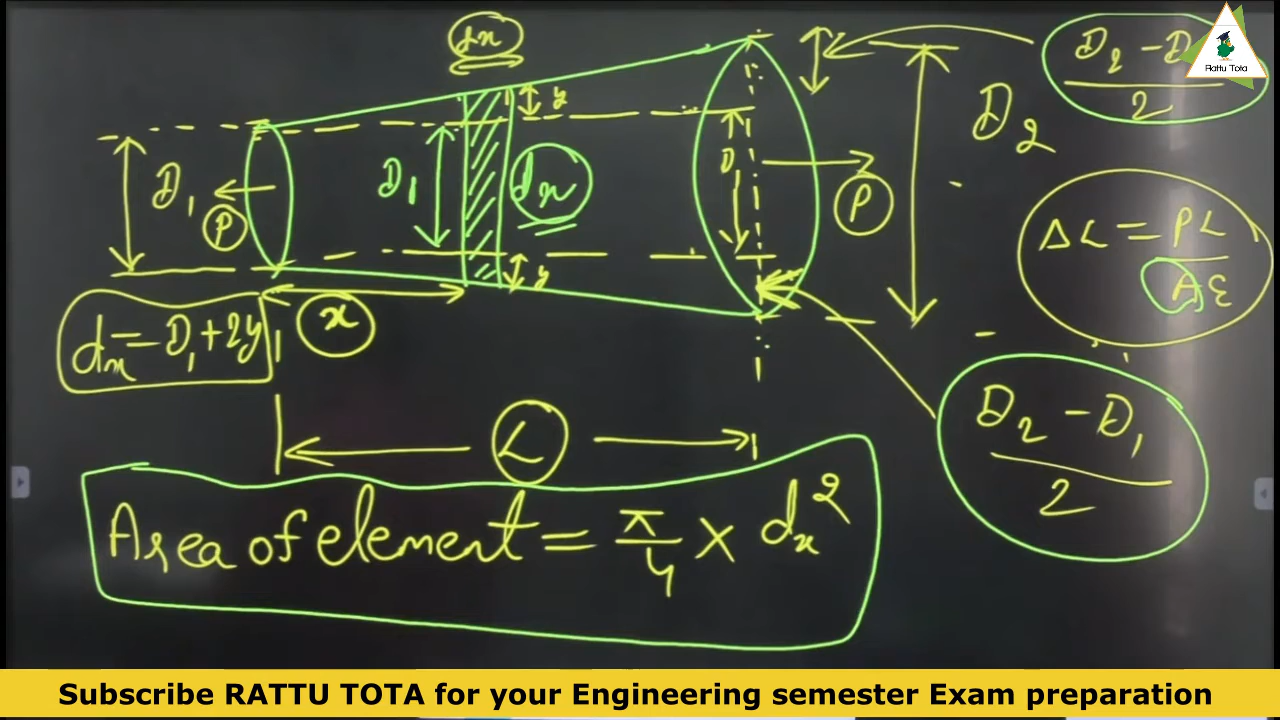 dx
D₂ - D
2
Rattu Tota
y
D₂
D₁
P
D₁
dx
D₁
P
ΔL = PL
AE
y
x
dx = D₁ + 2y
L
D₂ - D₁
2
Area of element = π/4 × dx²
Subscribe RATTU TOTA for your Engineering semester Exam preparation